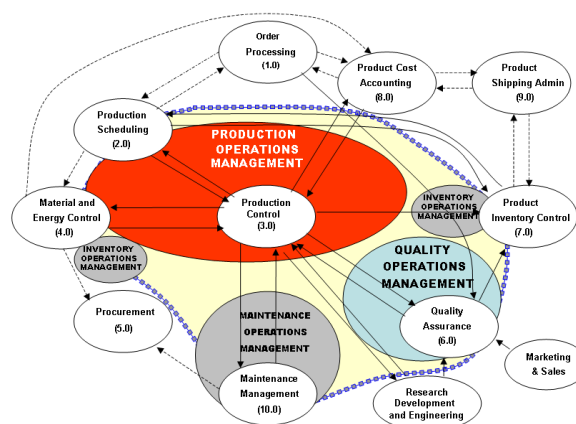 Order
Processing
(1.0)
Product Cost
Accounting
(8.0)
Product
Shipping Admin
(9.0)
Production
Scheduling
(2.0)
PRODUCTION
OPERATIONS
MANAGEMENT
Material and
Energy Control
(4.0)
Production
Control
(3.0)
INVENTORY
OPERATIONS
MANAGEMENT
Product
Inventory Control
(7.0)
INVENTORY
OPERATIONS
MANAGEMENT
QUALITY
OPERATIONS
MANAGEMENT
Procurement
(5.0)
MAINTENANCE
OPERATIONS
MANAGEMENT
Quality
Assurance
(6.0)
Maintenance
Management
(10.0)
Research
Development
and Engineering
Marketing
& Sales